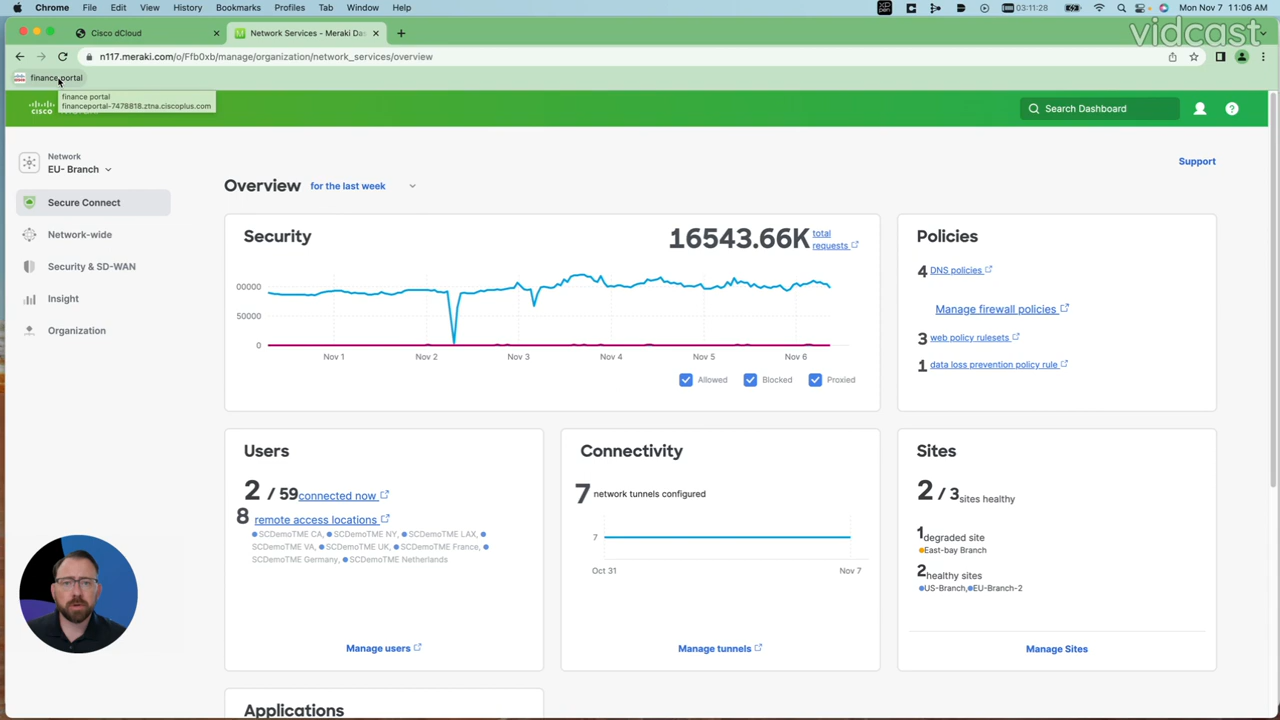 Chrome File Edit View History Bookmarks Profiles Tab Window Help
03:11:28
Mon Nov 7 11:06 AM
vidcast
Cisco dCloud
Network Services – Meraki Da
n117.meraki.com/o/Ffb0xb/manage/organization/network_services/overview
finance portal
finance portal
financeportal-7478818.ztna.ciscoplus.com
cisco
Search Dashboard
Network
EU- Branch
Secure Connect
Network-wide
Security & SD-WAN
Insight
Organization
Support
Overview for the last week
Security
16543.66K total requests
00000
50000
0
Nov 1 Nov 2 Nov 3 Nov 4 Nov 5 Nov 6
Allowed Blocked Proxied
Policies
4 DNS policies
Manage firewall policies
3 web policy rulesets
1 data loss prevention policy rule
Users
2 / 59 connected now
8 remote access locations
SCDemoTME CA, SCDemoTME NY, SCDemoTME LAX,
SCDemoTME VA, SCDemoTME UK, SCDemoTME France,
SCDemoTME Germany, SCDemoTME Netherlands
Manage users
Connectivity
7 network tunnels configured
7
Oct 31 Nov 7
Manage tunnels
Sites
2 / 3 sites healthy
1 degraded site
East-bay Branch
2 healthy sites
US-Branch, EU-Branch-2
Manage Sites
Applications